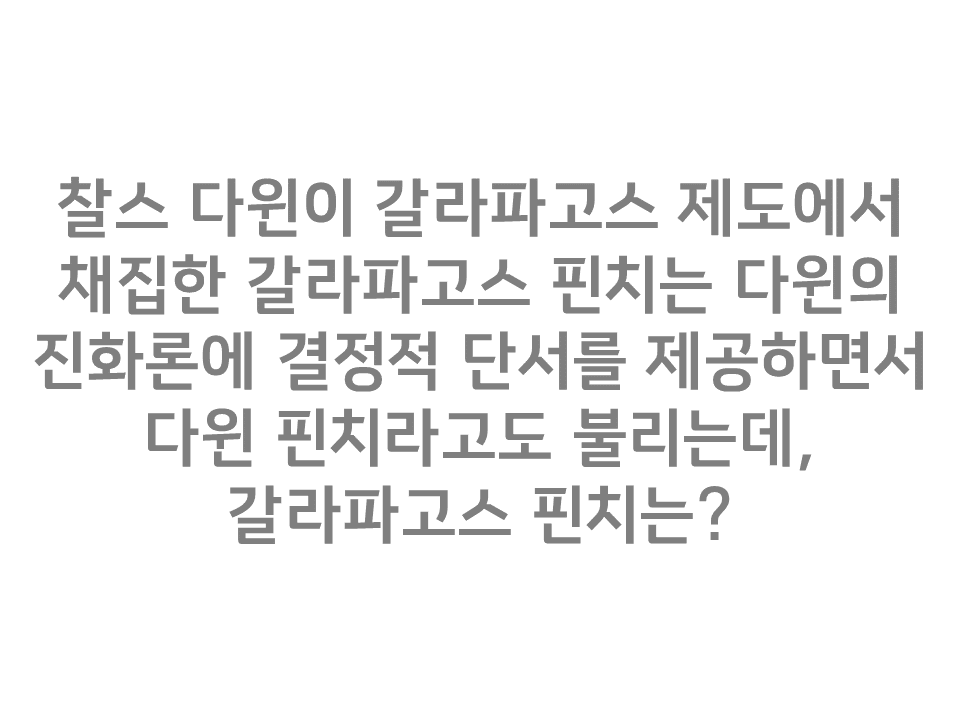 찰스 다윈이 갈라파고스 제도에서
채집한 갈라파고스 핀치는 다윈의
진화론에 결정적 단서를 제공하면서
다윈 핀치라고도 불리는데,
갈라파고스 핀치는?